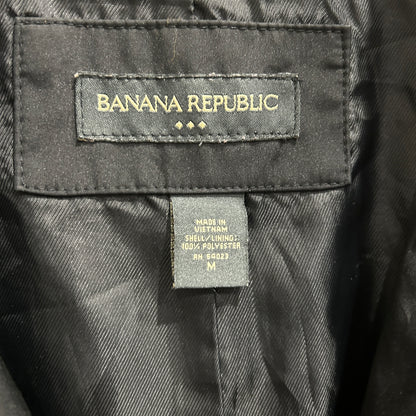 BANANA REPUBLIC
MADE IN
VIETNAM
SHELL/LINING:
100% POLYESTER
RN 54023
M